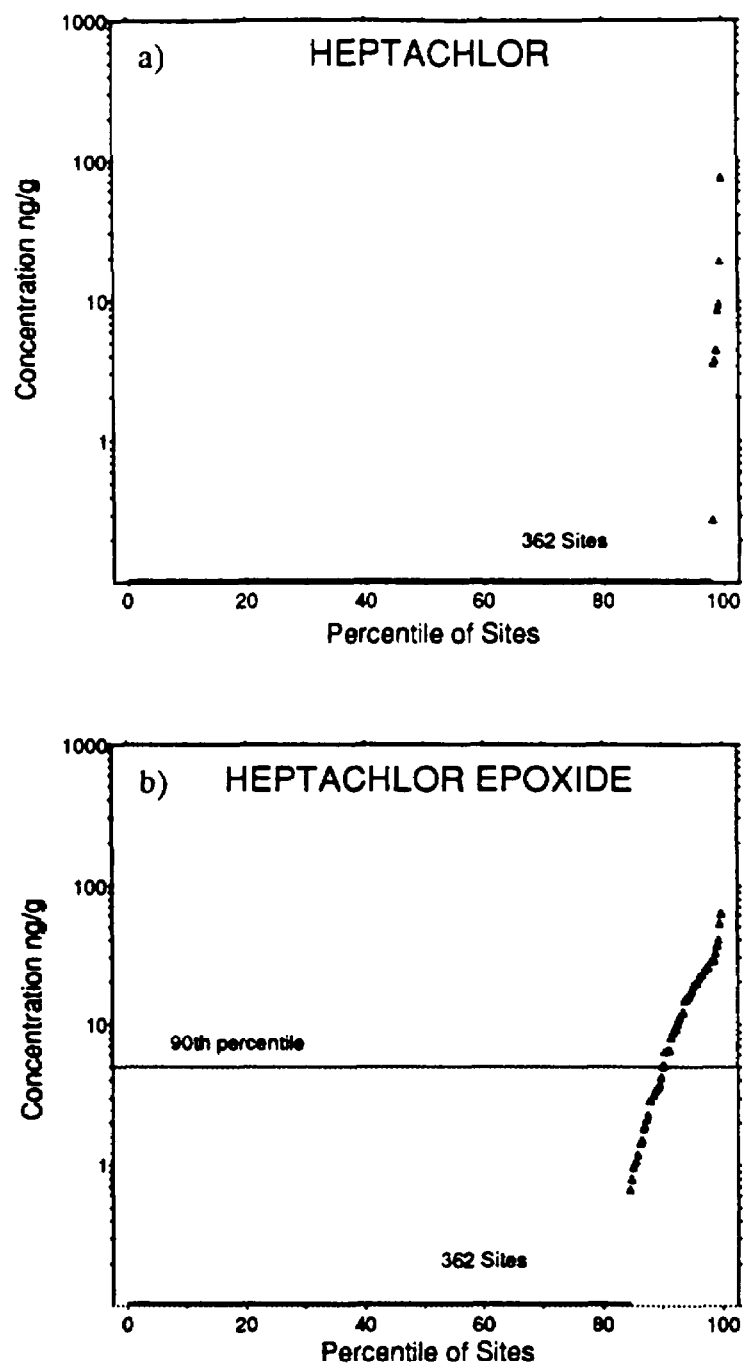 a) HEPTACHLOR
1000
100
10
1
Concentration ng/g
362 Sites
0 20 40 60 80 100
Percentile of Sites
b) HEPTACHLOR EPOXIDE
1000
100
10
1
Concentration ng/g
90th percentile
362 Sites
0 20 40 60 80 100
Percentile of Sites